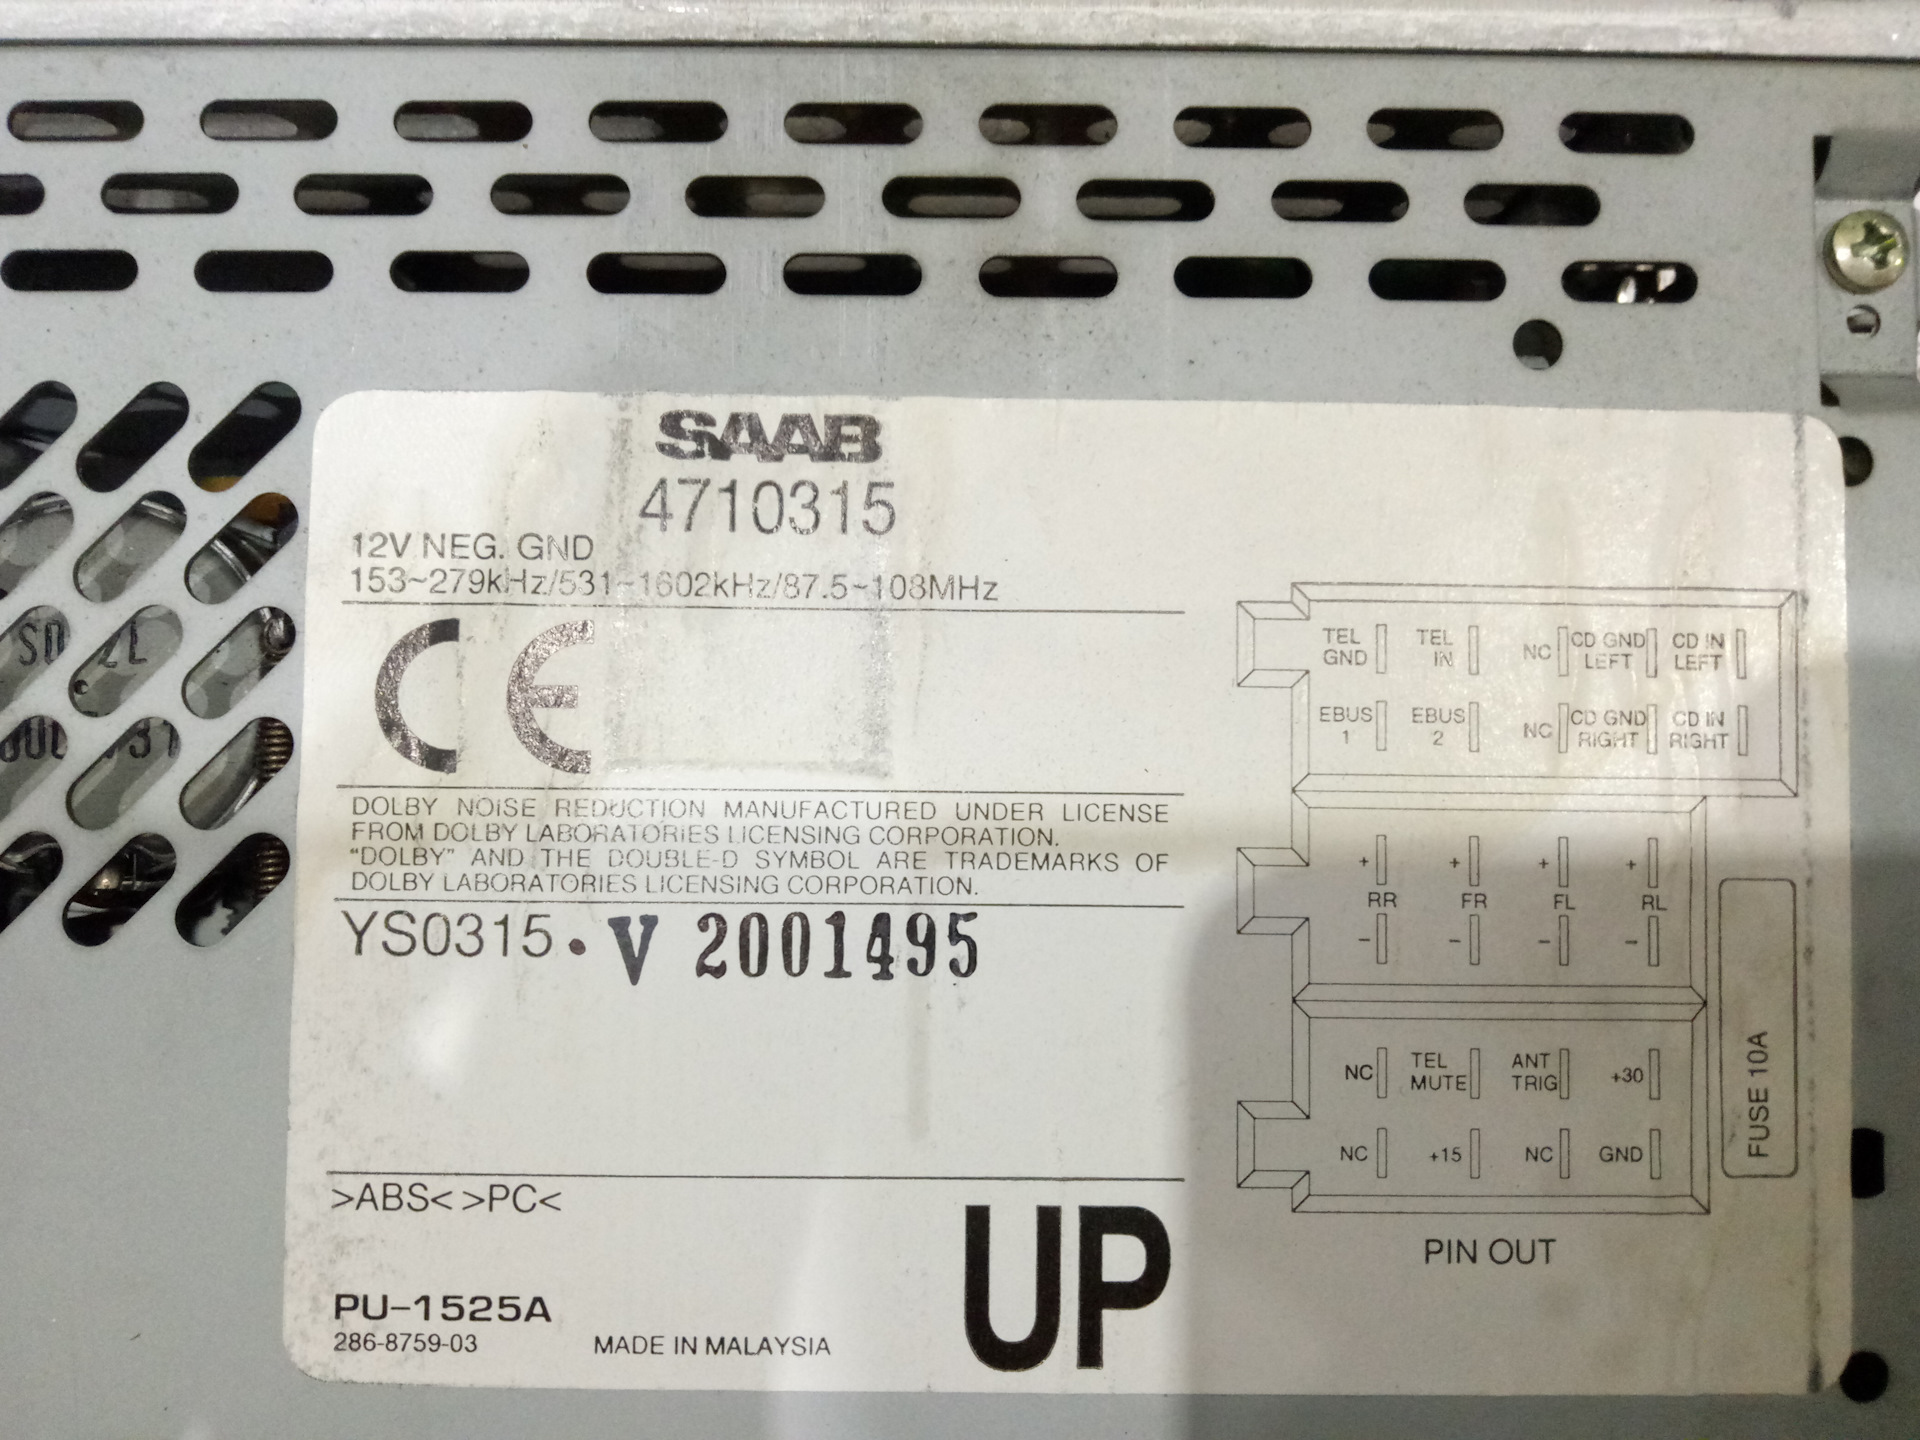 SAAB
4710315
12V NEG. GND
153~279kHz/531~1602kHz/87.5~108MHz
CE
DOLBY NOISE REDUCTION MANUFACTURED UNDER LICENSE
FROM DOLBY LABORATORIES LICENSING CORPORATION.
"DOLBY" AND THE DOUBLE-D SYMBOL ARE TRADEMARKS OF
DOLBY LABORATORIES LICENSING CORPORATION.
YS0315. V 2001495
>ABS< >PC<
UP
PU-1525A
286-8759-03 MADE IN MALAYSIA
TEL TEL NC CD GND CD IN
GND IN LEFT LEFT
EBUS EBUS NC CD GND CD IN
1 2 RIGHT RIGHT
+ + + +
RR FR FL RL
- - - -
NC TEL ANT +30
MUTE TRIG
NC +15 NC GND
FUSE 10A
PIN OUT